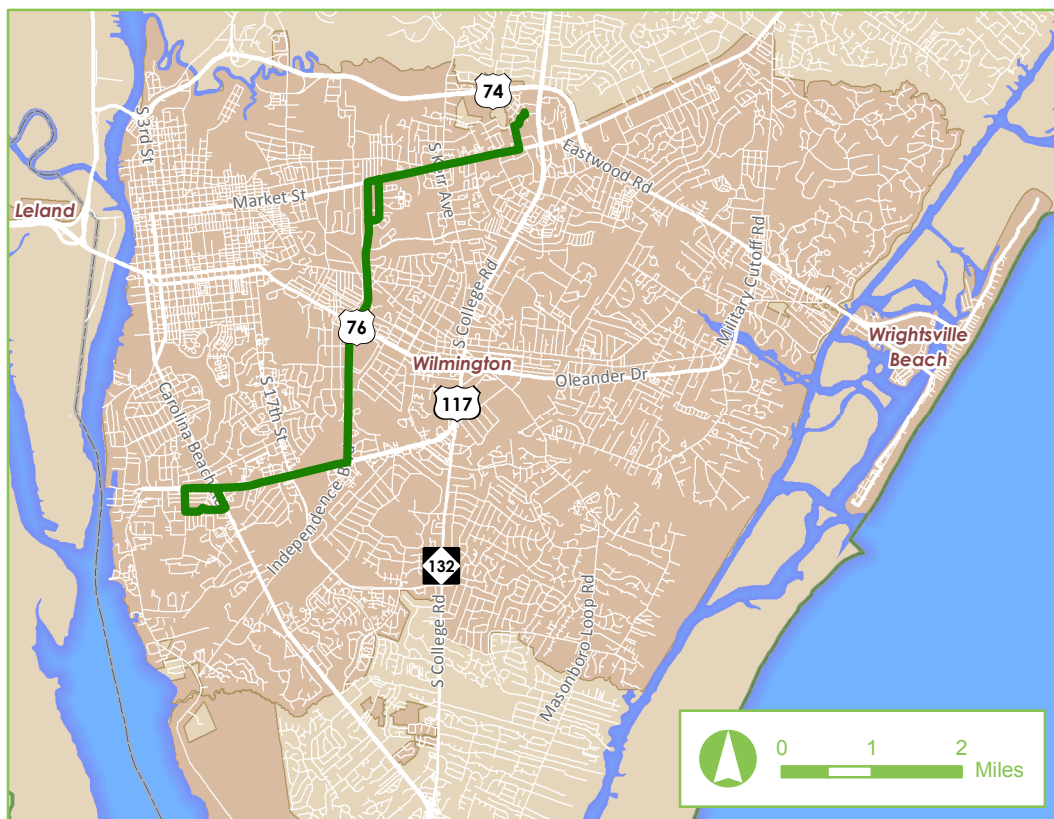 74
S 3rd St
S Kerr Ave
Eastwood Rd
Market St
Leland
Military Cutoff Rd
S College Rd
76
Wrightsville
Beach
Wilmington
Oleander Dr
117
S 17th St
Carolina Beach
Independence B
132
S College Rd
Masonboro Loop Rd
0 1 2
Miles